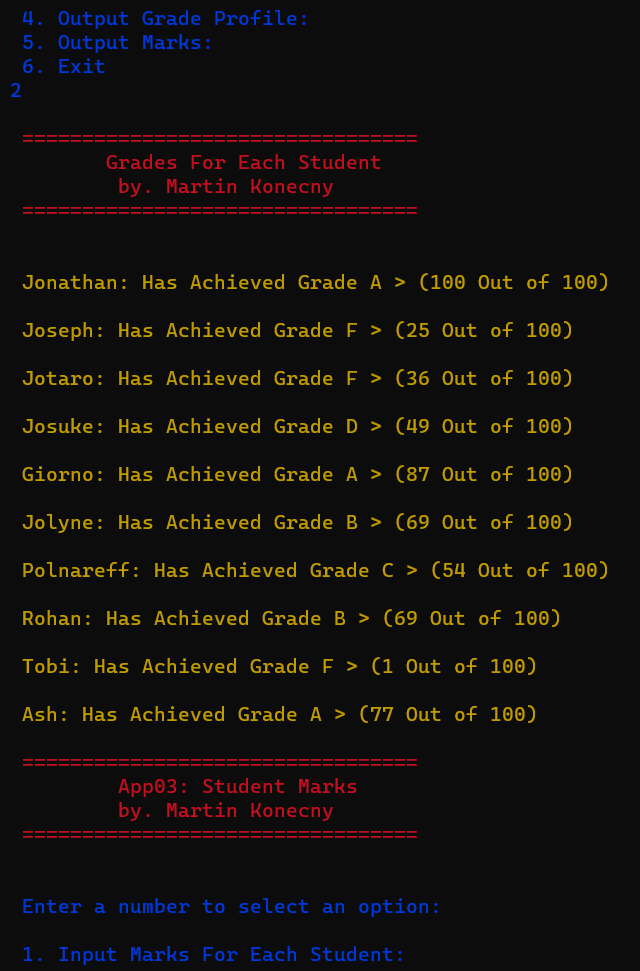 4. Output Grade Profile:
5. Output Marks:
6. Exit
2
=================================
Grades For Each Student
by. Martin Konecny
=================================
Jonathan: Has Achieved Grade A > (100 Out of 100)
Joseph: Has Achieved Grade F > (25 Out of 100)
Jotaro: Has Achieved Grade F > (36 Out of 100)
Josuke: Has Achieved Grade D > (49 Out of 100)
Giorno: Has Achieved Grade A > (87 Out of 100)
Jolyne: Has Achieved Grade B > (69 Out of 100)
Polnareff: Has Achieved Grade C > (54 Out of 100)
Rohan: Has Achieved Grade B > (69 Out of 100)
Tobi: Has Achieved Grade F > (1 Out of 100)
Ash: Has Achieved Grade A > (77 Out of 100)
=================================
App03: Student Marks
by. Martin Konecny
=================================
Enter a number to select an option:
1. Input Marks For Each Student: